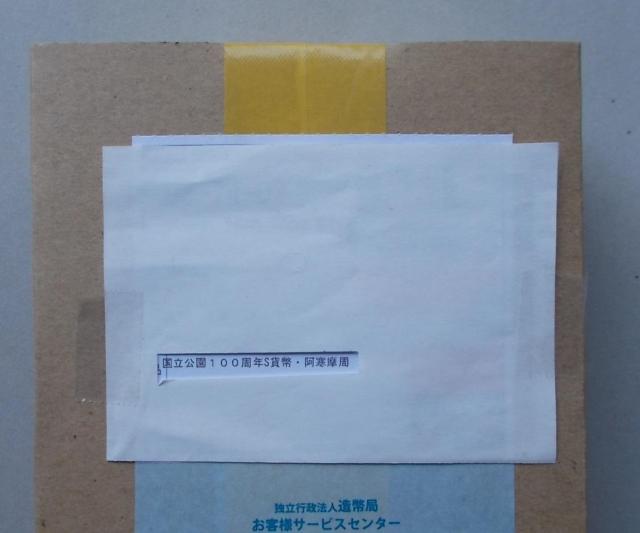 国立公園１００周年S貨幣・阿寒摩周
独立行政法人造幣局
お客様サービスセンター